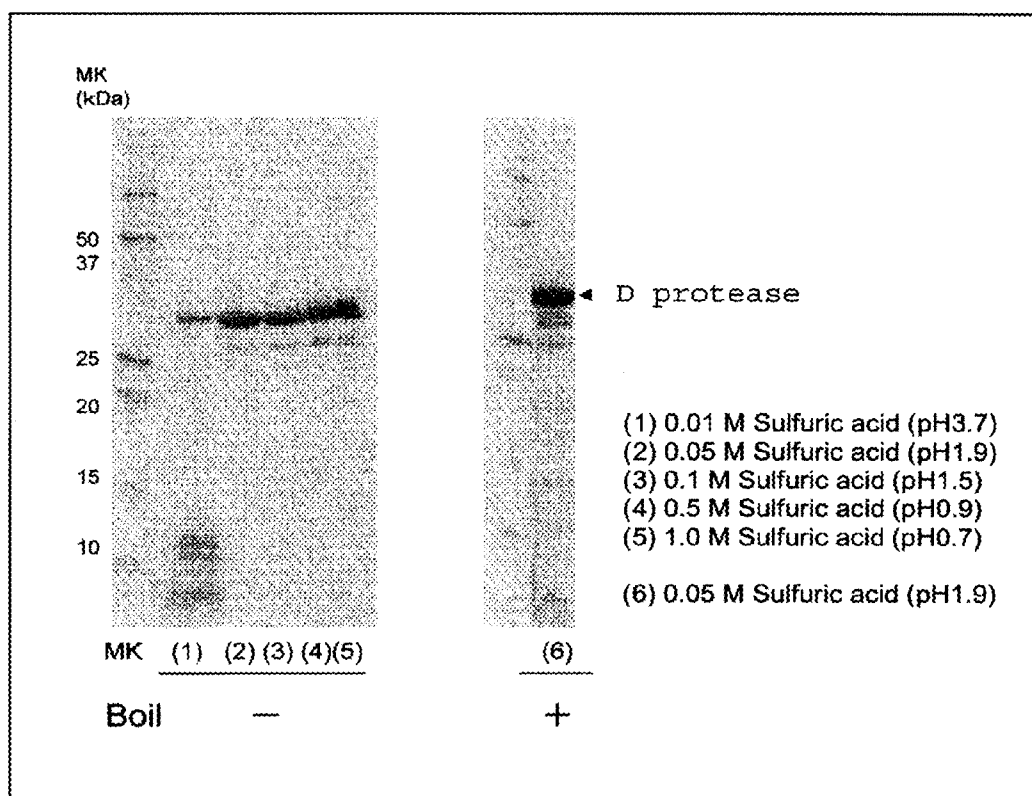 MK
(kDa)
50
37
25
20
15
10
D protease
(1) 0.01 M Sulfuric acid (pH3.7)
(2) 0.05 M Sulfuric acid (pH1.9)
(3) 0.1 M Sulfuric acid (pH1.5)
(4) 0.5 M Sulfuric acid (pH0.9)
(5) 1.0 M Sulfuric acid (pH0.7)
(6) 0.05 M Sulfuric acid (pH1.9)
MK (1) (2) (3) (4)(5) (6)
Boil − +